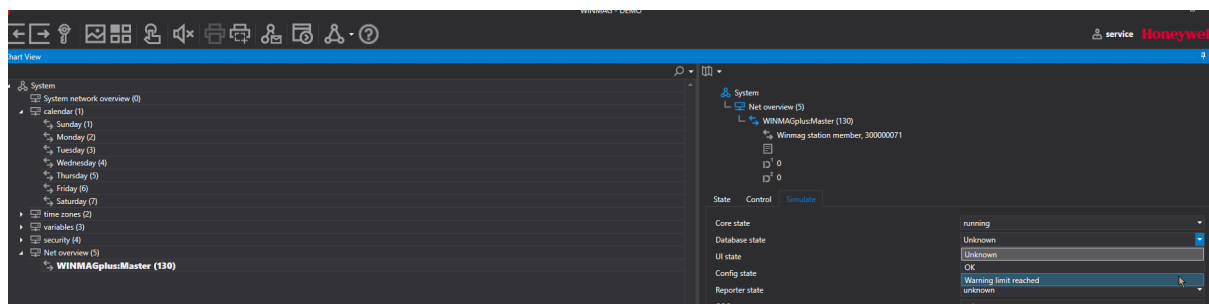 WINMAG - DEMO
service Honeywel
Chart View
System
System network overview (0)
calendar (1)
Sunday (1)
Monday (2)
Tuesday (3)
Wednesday (4)
Thursday (5)
Friday (6)
Saturday (7)
time zones (2)
variables (3)
security (4)
Net overview (5)
WINMAGplus:Master (130)
System
Net overview (5)
WINMAGplus:Master (130)
Winmag station member, 300000071
1 0
2 0
State Control Simulate
Core state running
Database state Unknown
UI state Unknown
Config state OK
Warning limit reached
Reporter state unknown